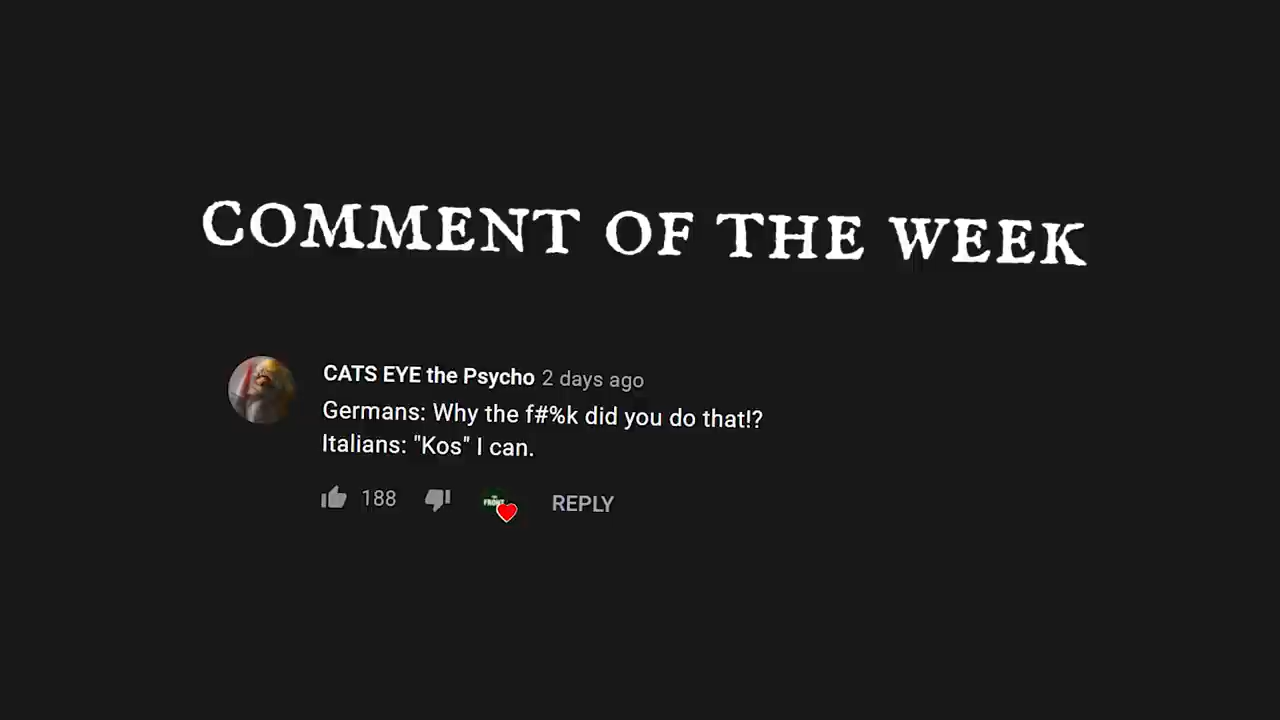 COMMENT OF THE WEEK
CATS EYE the Psycho 2 days ago
Germans: Why the f#%k did you do that!?
Italians: "Kos" I can.
188 REPLY